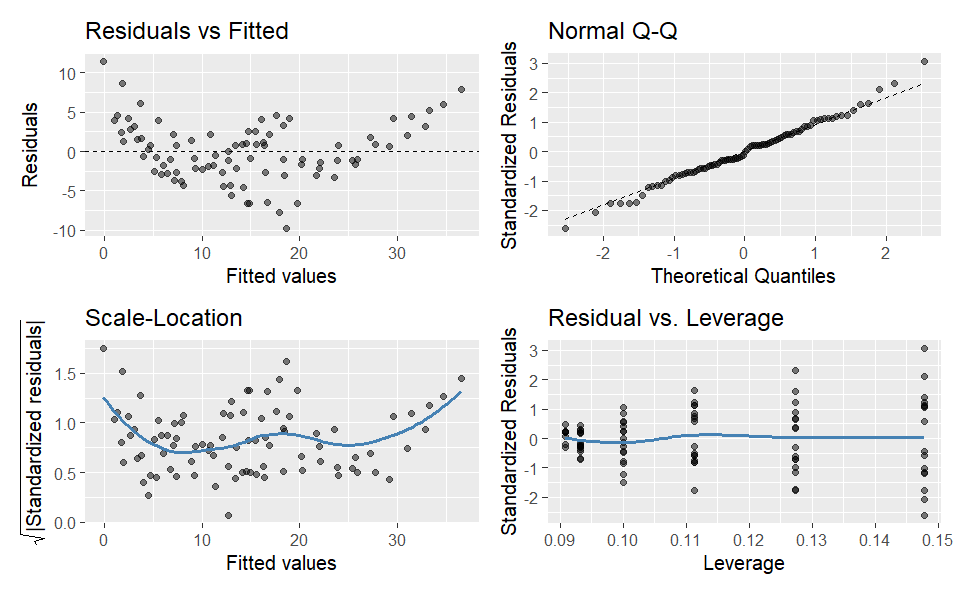 Residuals vs Fitted
10
5
0
-5
-10
Residuals
0 10 20 30
Fitted values
Normal Q-Q
3
2
1
0
-1
-2
Standardized Residuals
-2 -1 0 1 2
Theoretical Quantiles
Scale-Location
1.5
1.0
0.5
0.0
√|Standardized residuals|
0 10 20 30
Fitted values
Residual vs. Leverage
3
2
1
0
-1
-2
Standardized Residuals
0.09 0.10 0.11 0.12 0.13 0.14 0.15
Leverage